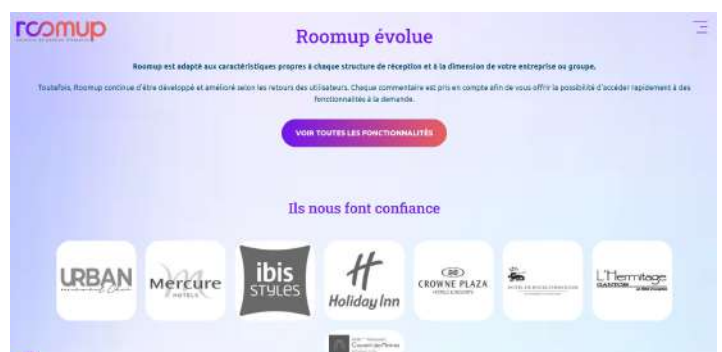 roomup
Roomup évolue
Roomup est adapté aux caractéristiques propres à chaque structure de réception et à la dimension de votre entreprise ou groupe.
Toutefois, Roomup continue d'être développé et amélioré selon les retours des utilisateurs. Chaque commentaire est pris en compte afin de vous offrir la possibilité d'accéder rapidement à des
fonctionnalités à la demande.
VOIR TOUTES LES FONCTIONNALITÉS
Ils nous font confiance
URBAN
Mercure
HOTELS
ibis
STYLES
Holiday Inn
CROWNE PLAZA
HOTELS & RESORTS
L'Hermitage